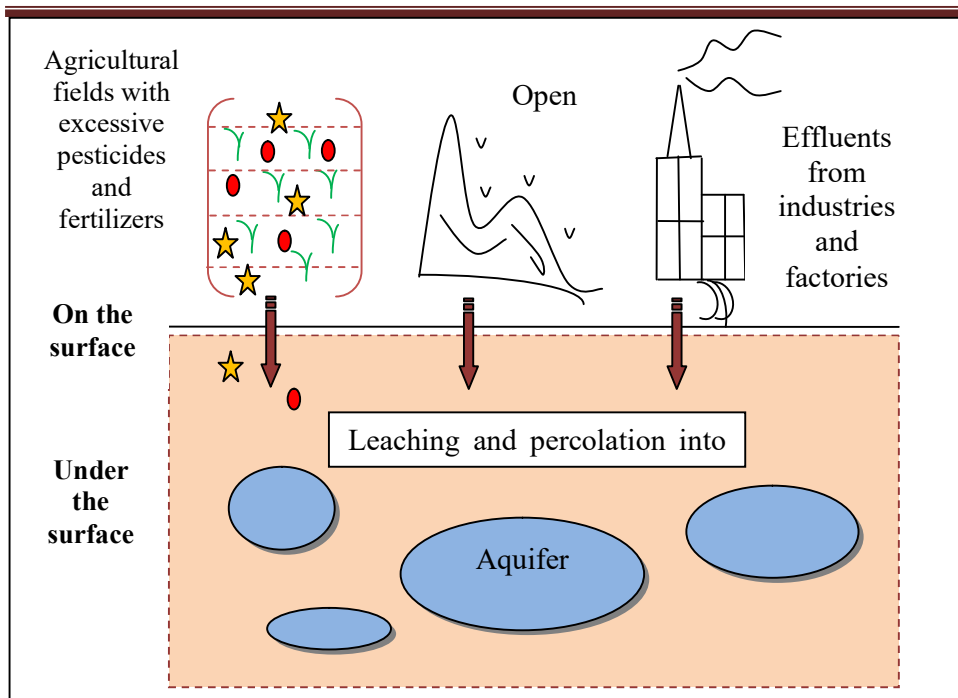 Agricultural
fields with
excessive
pesticides
and
fertilizers
Open
Effluents
from
industries
and
factories
On the
surface
Leaching and percolation into
Under
the
surface
Aquifer